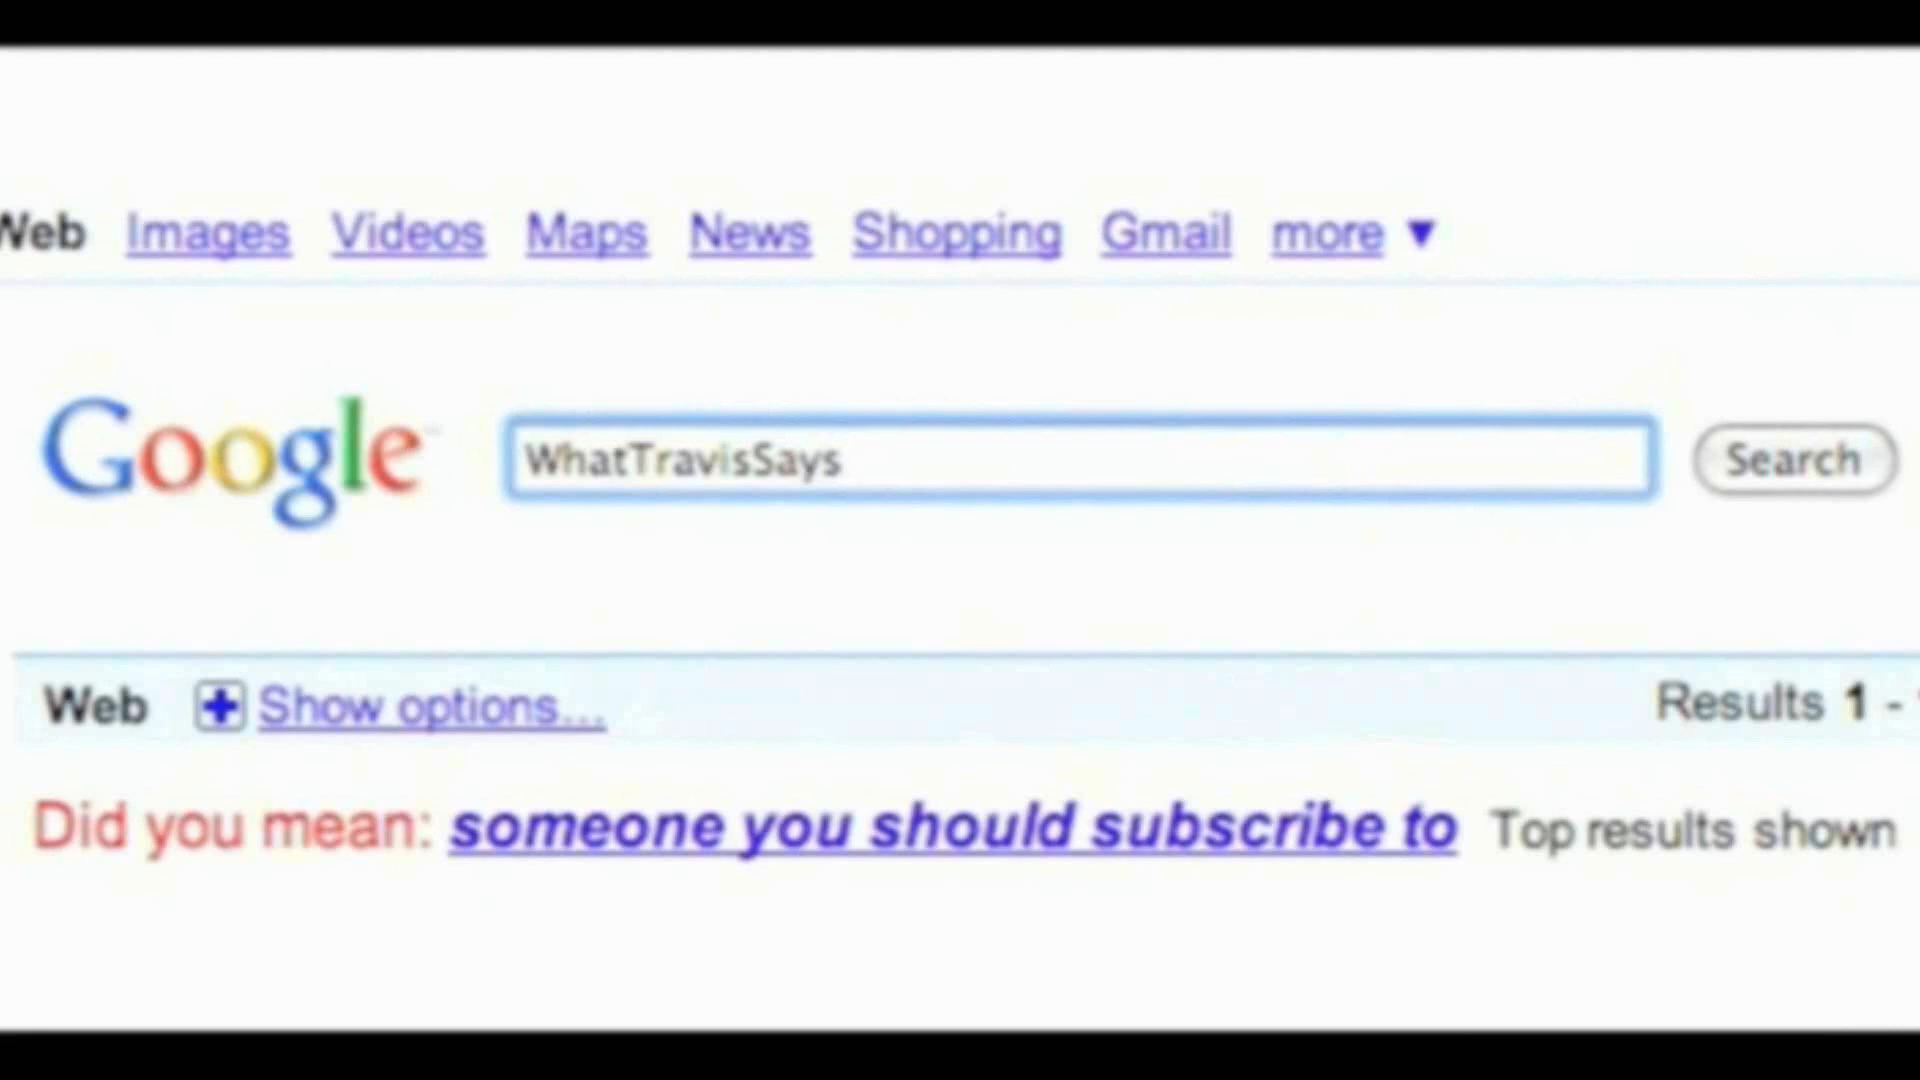 Web Images Videos Maps News Shopping Gmail more ▼
Google WhatTravisSays Search
Web Show options... Results 1 -
Did you mean: someone you should subscribe to Top results shown